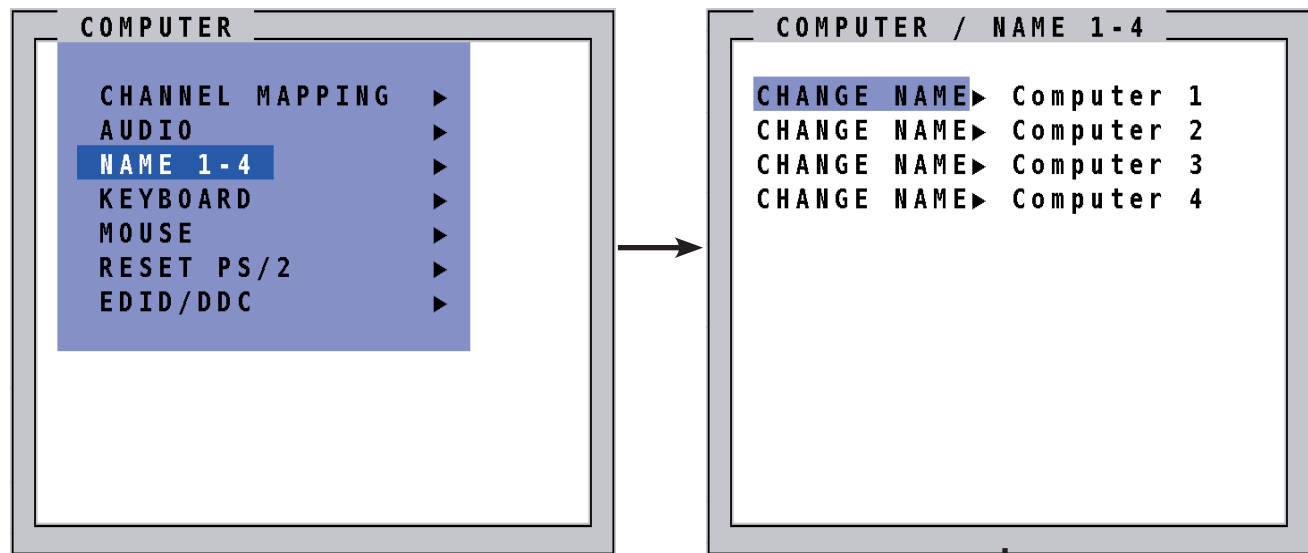 COMPUTER
CHANNEL MAPPING ▶
AUDIO ▶
NAME 1-4 ▶
KEYBOARD ▶
MOUSE ▶
RESET PS/2 ▶
EDID/DDC ▶
COMPUTER / NAME 1-4
CHANGE NAME▶ Computer 1
CHANGE NAME▶ Computer 2
CHANGE NAME▶ Computer 3
CHANGE NAME▶ Computer 4